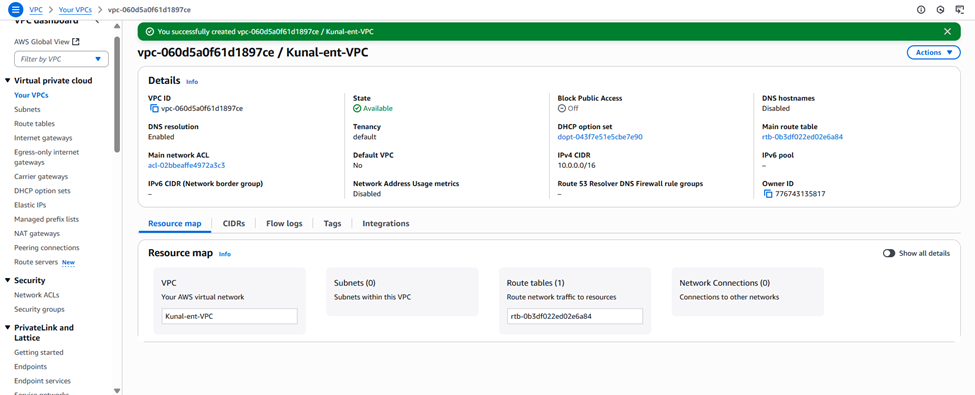 VPC > Your VPCs > vpc-060d5a0f61d1897ce
VPC dashboard
AWS Global View
Filter by VPC
Virtual private cloud
Your VPCs
Subnets
Route tables
Internet gateways
Egress-only internet
gateways
Carrier gateways
DHCP option sets
Elastic IPs
Managed prefix lists
NAT gateways
Peering connections
Route servers New
Security
Network ACLs
Security groups
PrivateLink and
Lattice
Getting started
Endpoints
Endpoint services
Service networks
You successfully created vpc-060d5a0f61d1897ce / Kunal-ent-VPC
vpc-060d5a0f61d1897ce / Kunal-ent-VPC
Actions
Details Info
VPC ID
vpc-060d5a0f61d1897ce
State
Available
Block Public Access
Off
DNS hostnames
Disabled
DNS resolution
Enabled
Tenancy
default
DHCP option set
dopt-043f7e51e5cbe7e90
Main route table
rtb-0b3df022ed02e6a84
Main network ACL
acl-02bbeaffe4972a3c3
Default VPC
No
IPv4 CIDR
10.0.0.0/16
IPv6 pool
–
IPv6 CIDR (Network border group)
–
Network Address Usage metrics
Disabled
Route 53 Resolver DNS Firewall rule groups
–
Owner ID
776743135817
Resource map
CIDRs
Flow logs
Tags
Integrations
Resource map Info
Show all details
VPC
Your AWS virtual network
Kunal-ent-VPC
Subnets (0)
Subnets within this VPC
Route tables (1)
Route network traffic to resources
rtb-0b3df022ed02e6a84
Network Connections (0)
Connections to other networks